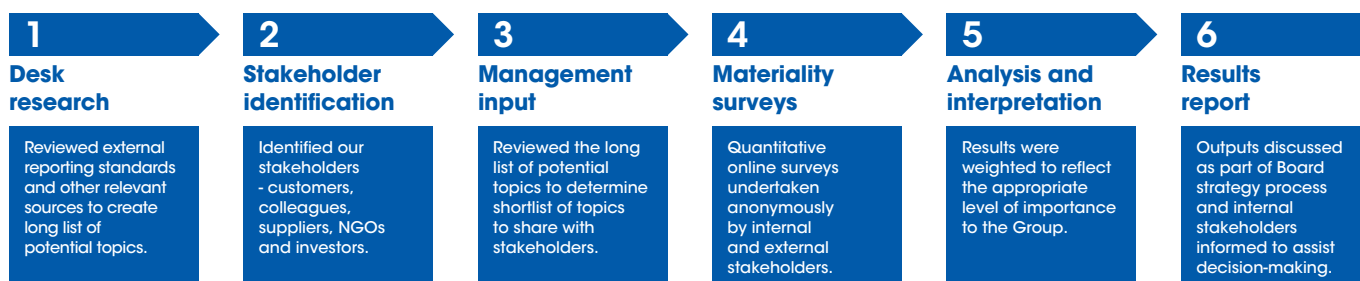 1
Desk
research
Reviewed external
reporting standards
and other relevant
sources to create
long list of
potential topics.
2
Stakeholder
identification
Identified our
stakeholders
- customers,
colleagues,
suppliers, NGOs
and investors.
3
Management
input
Reviewed the long
list of potential
topics to determine
shortlist of topics
to share with
stakeholders.
4
Materiality
surveys
Quantitative
online surveys
undertaken
anonymously
by internal
and external
stakeholders.
5
Analysis and
interpretation
Results were
weighted to reflect
the appropriate
level of importance
to the Group.
6
Results
report
Outputs discussed
as part of Board
strategy process
and internal
stakeholders
informed to assist
decision-making.